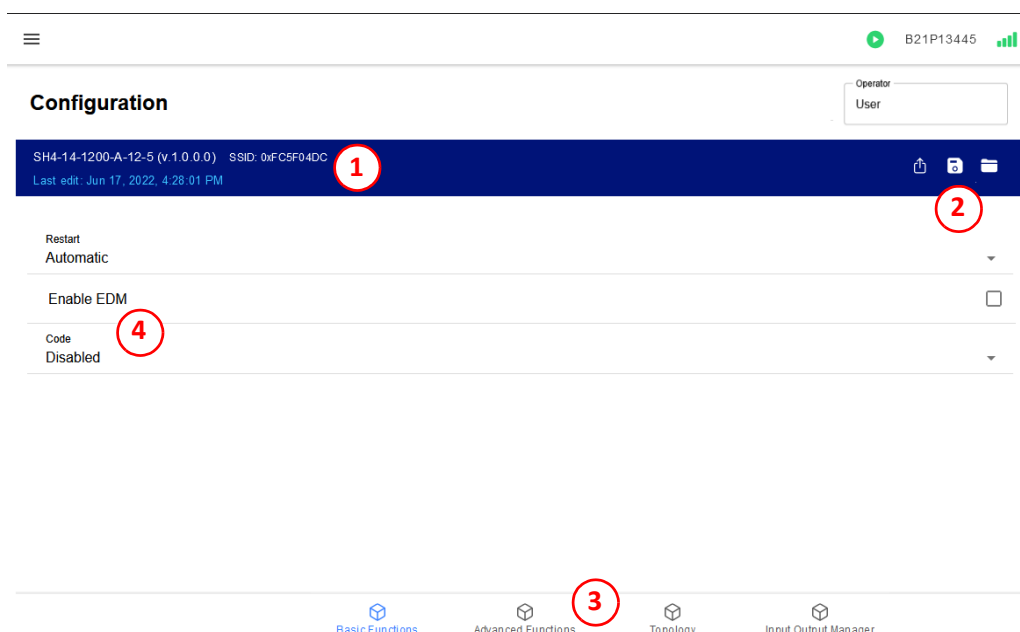 B21P13445
Configuration
Operator
User
SH4-14-1200-A-12-5 (v.1.0.0.0) SSID: 0xFC5F04DC
1
Last edit: Jun 17, 2022, 4:28:01 PM
2
Restart
Automatic
Enable EDM
4
Code
Disabled
3
Basic Functions Advanced Functions Topology Input Output Manager